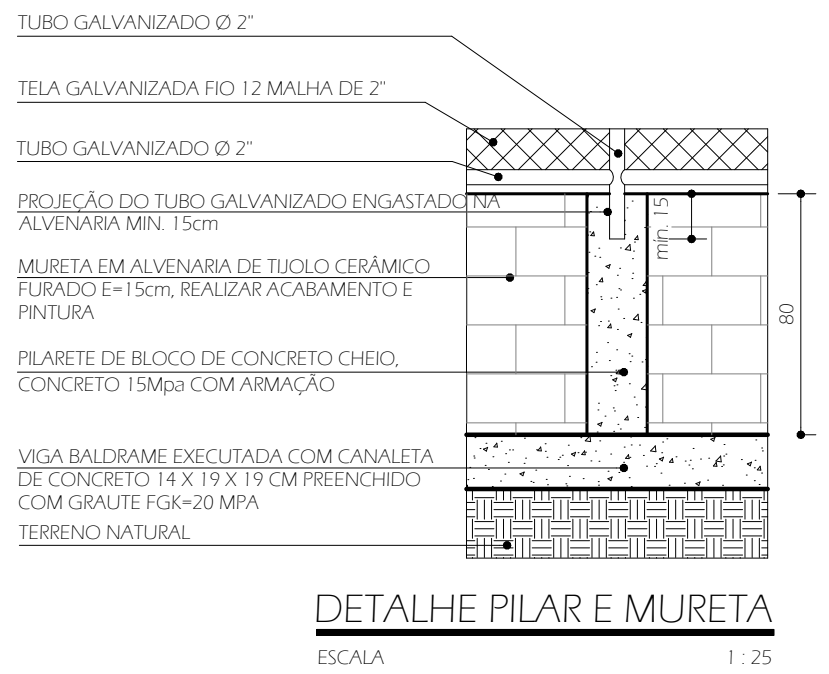 TUBO GALVANIZADO Ø 2"
TELA GALVANIZADA FIO 12 MALHA DE 2"
TUBO GALVANIZADO Ø 2"
PROJEÇÃO DO TUBO GALVANIZADO ENGASTADO NA
ALVENARIA MIN. 15cm
MURETA EM ALVENARIA DE TIJOLO CERÂMICO
FURADO E=15cm, REALIZAR ACABAMENTO E
PINTURA
PILARETE DE BLOCO DE CONCRETO CHEIO,
CONCRETO 15Mpa COM ARMAÇÃO
VIGA BALDRAME EXECUTADA COM CANALETA
DE CONCRETO 14 X 19 X 19 CM PREENCHIDO
COM GRAUTE FGK=20 MPA
TERRENO NATURAL
mín. 15
80
DETALHE PILAR E MURETA
ESCALA 1 : 25